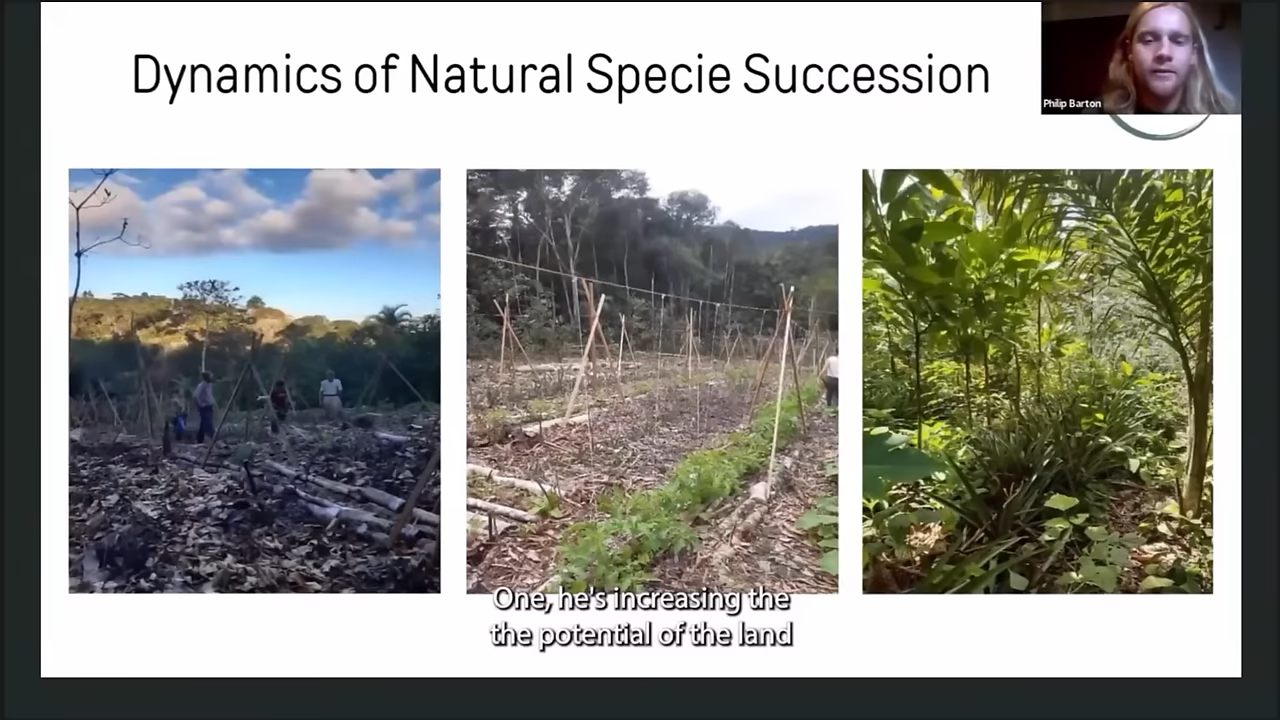 Dynamics of Natural Specie Succession
Philip Barton
One, he's increasing the
the potential of the land